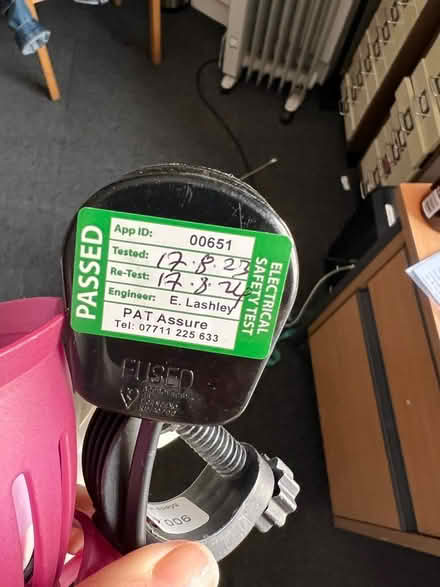 PASSED
App ID: 00651
Tested: 17.8.23
Re-Test: 17.8.24
Engineer: E. Lashley
PAT Assure
Tel: 07711 225 633
ELECTRICAL
SAFETY TEST
FUSED
006